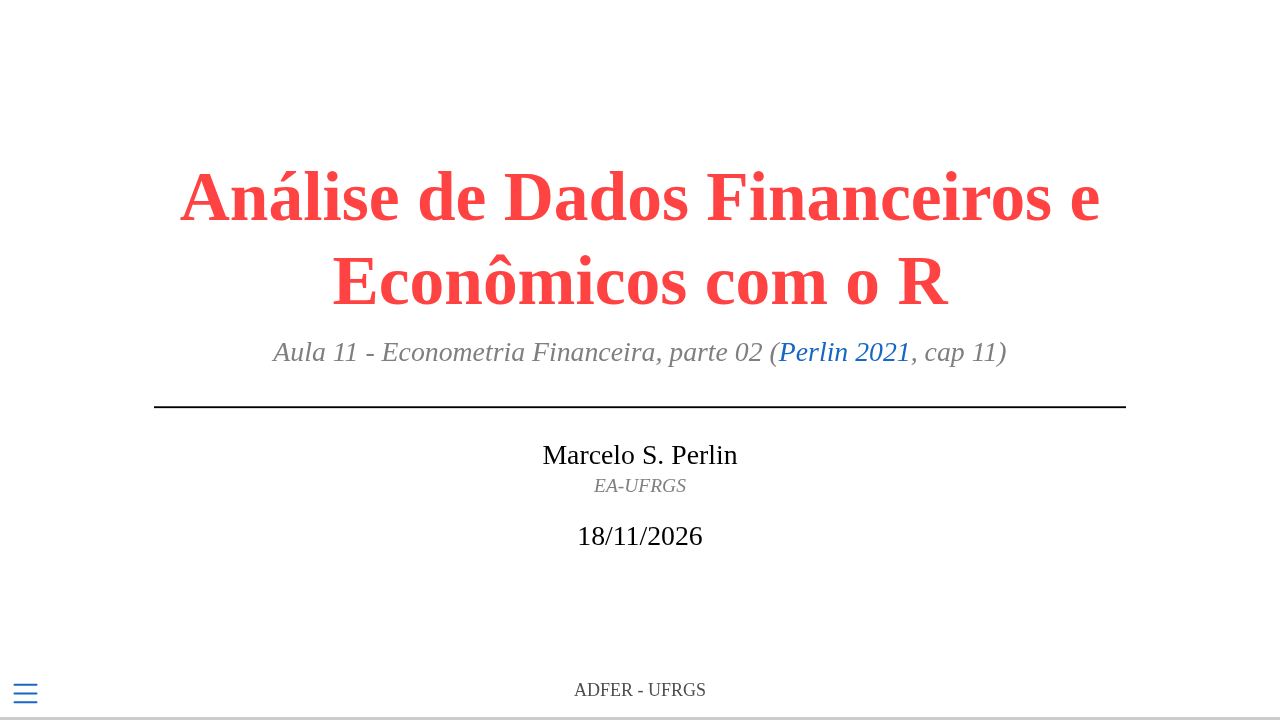 Análise de Dados Financeiros e
Econômicos com o R
Aula 11 - Econometria Financeira, parte 02 (Perlin 2021, cap 11)
Marcelo S. Perlin
EA-UFRGS
18/11/2026
ADFER - UFRGS